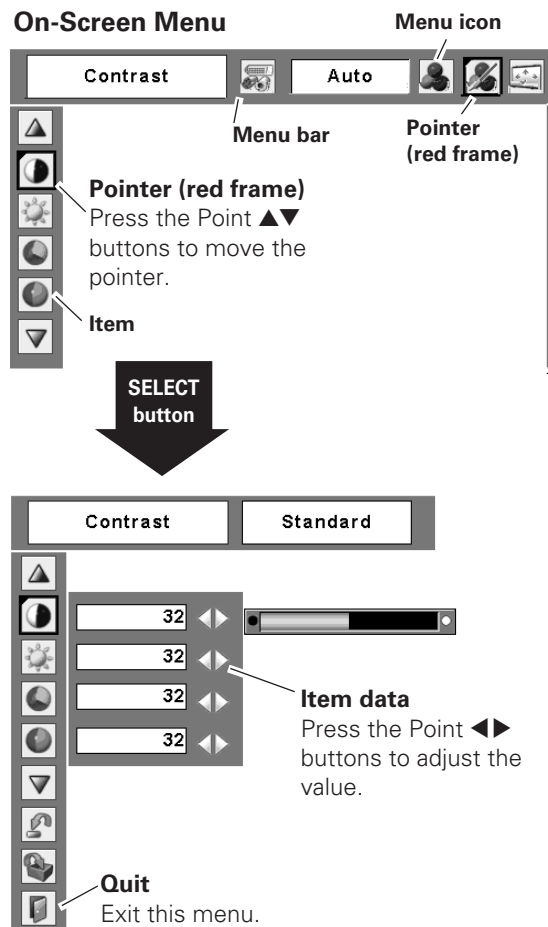 On-Screen Menu
Menu icon
Contrast
Auto
Menu bar
Pointer
(red frame)
Pointer (red frame)
Press the Point ▲▼
buttons to move the
pointer.
Item
SELECT
button
Contrast
Standard
32
32
32
32
Item data
Press the Point ◀▶
buttons to adjust the
value.
Quit
Exit this menu.